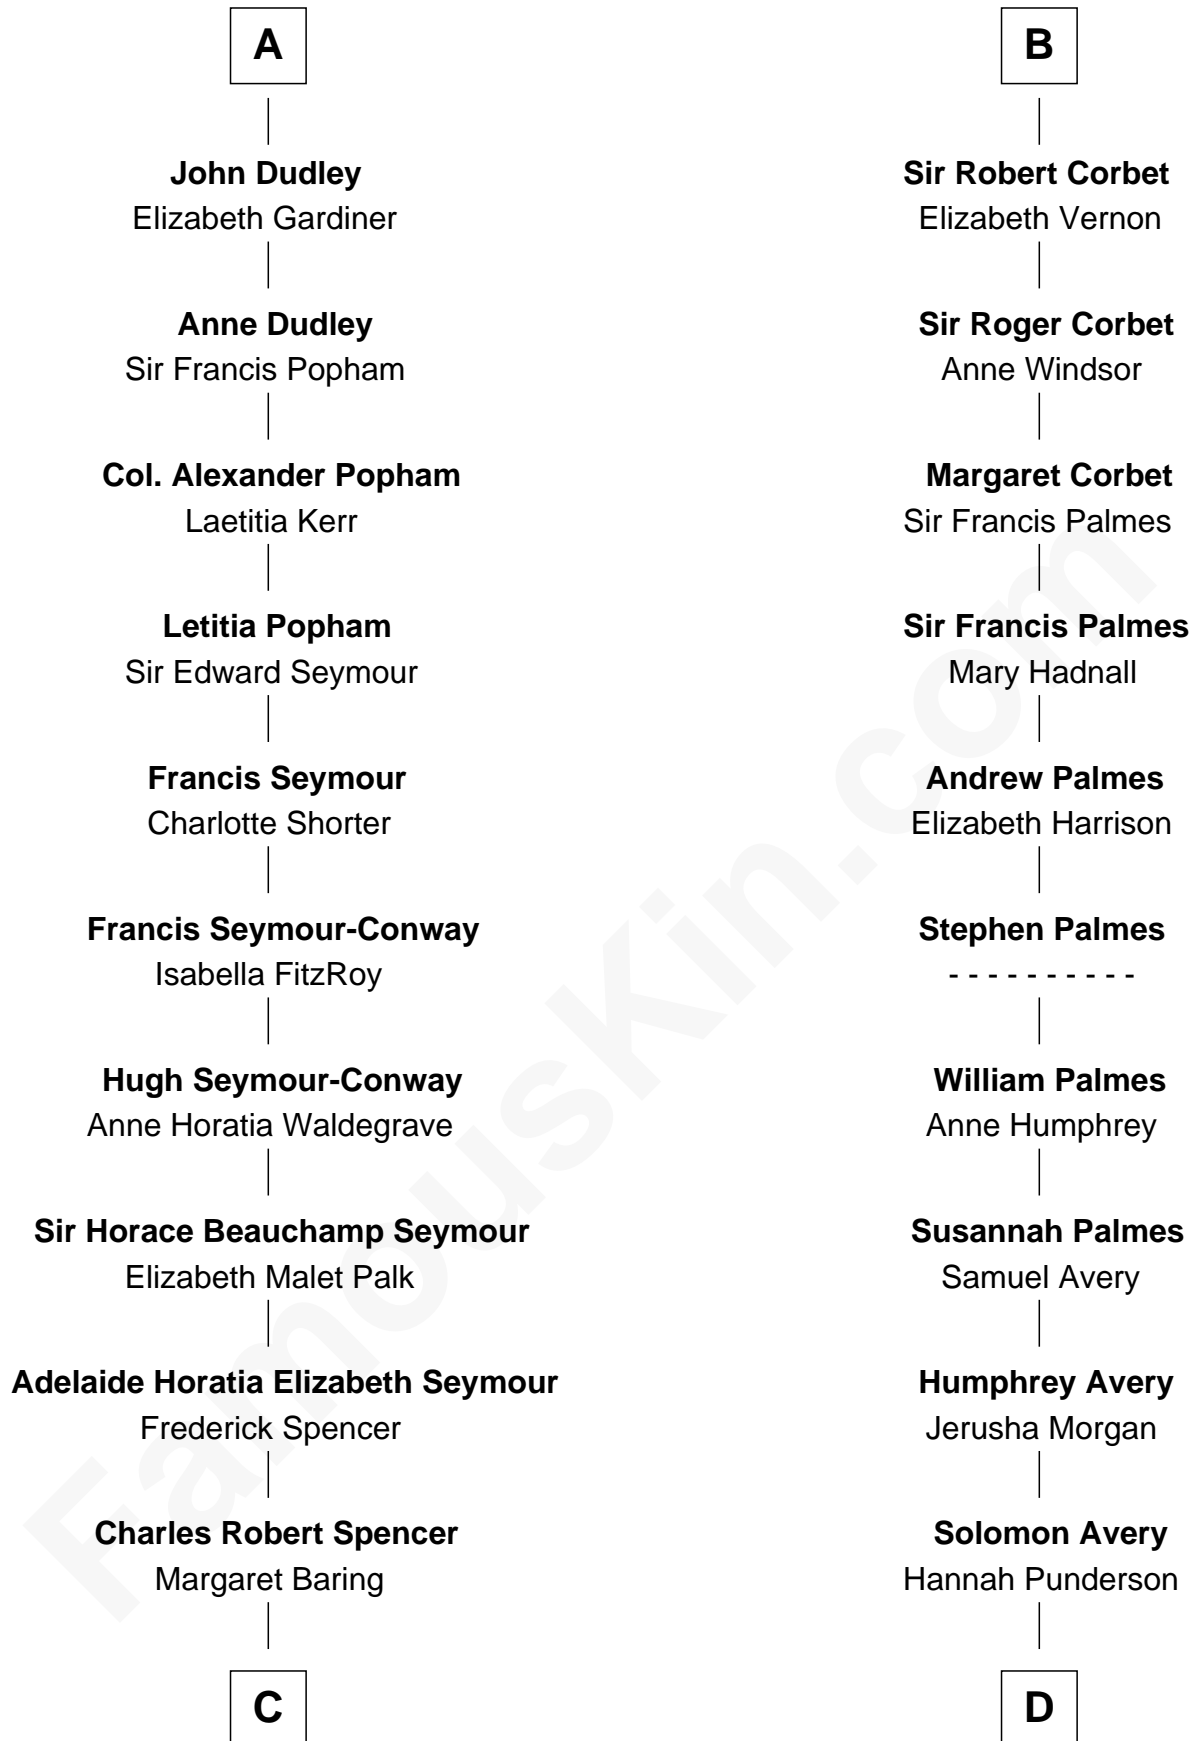 A
John Dudley
Elizabeth Gardiner
Anne Dudley
Sir Francis Popham
Col. Alexander Popham
Laetitia Kerr
Letitia Popham
Sir Edward Seymour
Francis Seymour
Charlotte Shorter
Francis Seymour-Conway
Isabella FitzRoy
Hugh Seymour-Conway
Anne Horatia Waldegrave
Sir Horace Beauchamp Seymour
Elizabeth Malet Palk
Adelaide Horatia Elizabeth Seymour
Frederick Spencer
Charles Robert Spencer
Margaret Baring
C
B
Sir Robert Corbet
Elizabeth Vernon
Sir Roger Corbet
Anne Windsor
Margaret Corbet
Sir Francis Palmes
Sir Francis Palmes
Mary Hadnall
Andrew Palmes
Elizabeth Harrison
Stephen Palmes
- - - - - - - - - -
William Palmes
Anne Humphrey
Susannah Palmes
Samuel Avery
Humphrey Avery
Jerusha Morgan
Solomon Avery
Hannah Punderson
D
FamousKin.com